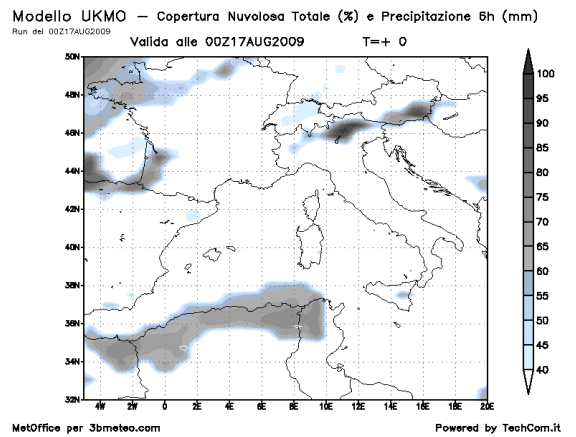 Modello UKMO – Copertura Nuvolosa Totale (%) e Precipitazione 6h (mm)
Run del 00Z17AUG2009
Valida alle 00Z17AUG2009 T=+ 0
50N
48N
46N
44N
42N
40N
38N
36N
34N
32N
4W 2W 0 2E 4E 6E 8E 10E 12E 14E 16E 18E 20E
100
95
90
85
80
75
70
65
60
55
50
45
40
MetOffice per 3bmeteo.com Powered by TechCom.it